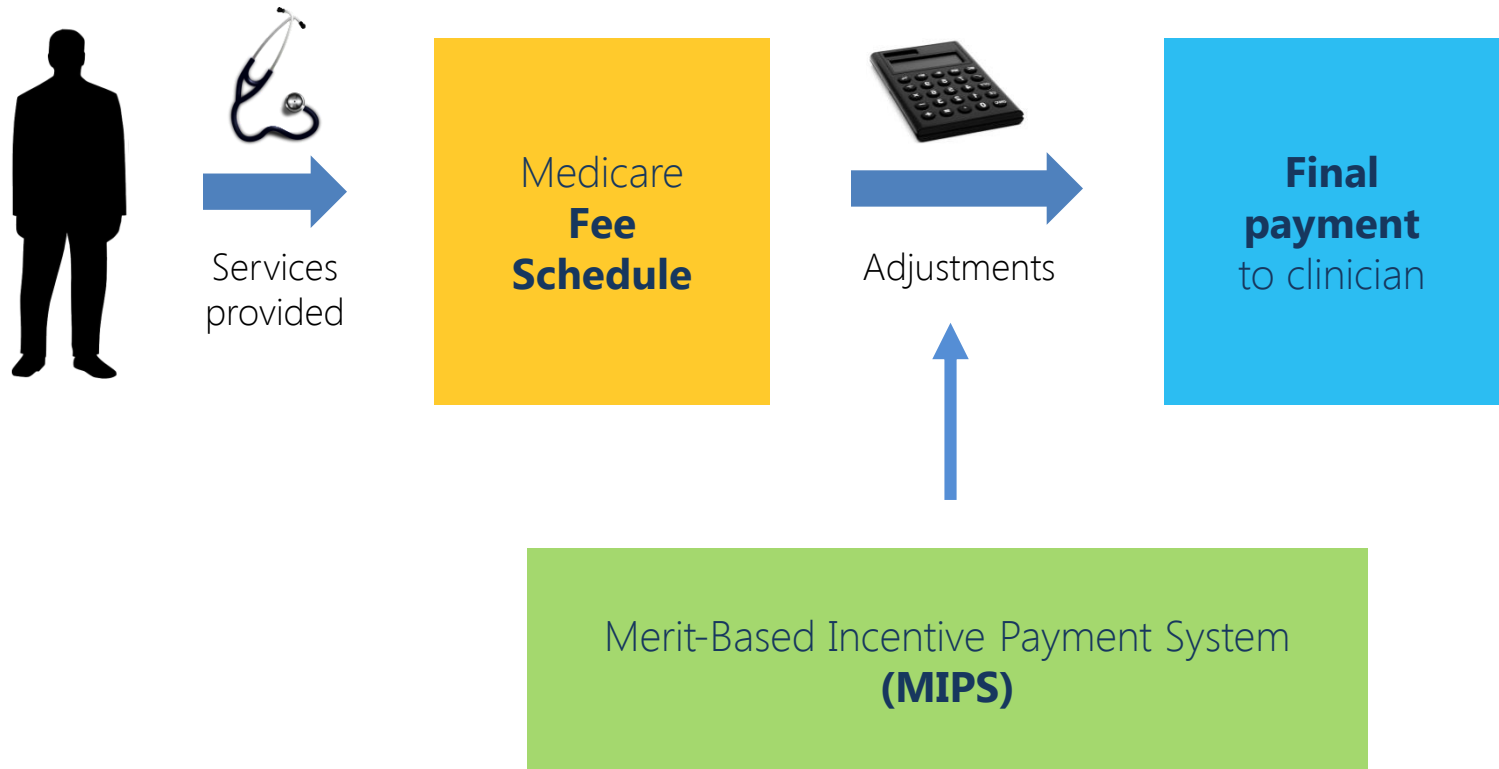 Services
provided
Medicare
Fee
Schedule
Adjustments
Final
payment
to clinician
Merit-Based Incentive Payment System
(MIPS)